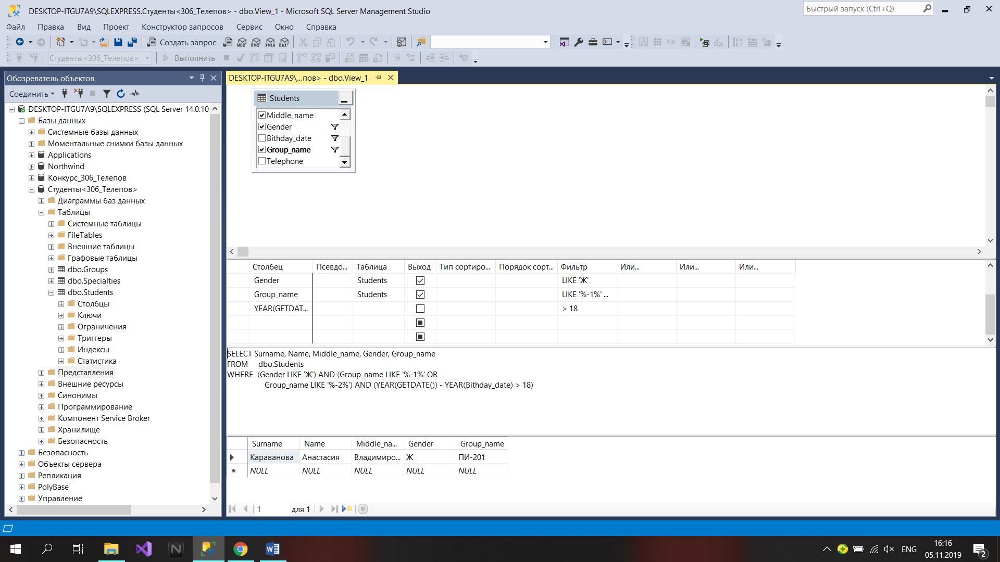 DESKTOP-ITGU7A9\SQLEXPRESS.Студенты<306_Телепов> - dbo.View_1 - Microsoft SQL Server Management Studio
Быстрый запуск (Ctrl+Q)
Файл Правка Вид Проект Конструктор запросов Сервис Окно Справка
Создать запрос MDX DMX XMLA DAX SQL SQL
Студенты<306_Телепов> Выполнить
Обозреватель объектов
DESKTOP-ITGU7A9\...пов> - dbo.View_1
Соединить
DESKTOP-ITGU7A9\SQLEXPRESS (SQL Server 14.0.10
Базы данных
Системные базы данных
Моментальные снимки базы данных
Applications
Northwind
Конкурс_306_Телепов
Студенты<306_Телепов>
Диаграммы баз данных
Таблицы
Системные таблицы
FileTables
Внешние таблицы
Графовые таблицы
dbo.Groups
dbo.Specialties
dbo.Students
Столбцы
Ключи
Ограничения
Триггеры
Индексы
Статистика
Представления
Внешние ресурсы
Синонимы
Программирование
Компонент Service Broker
Хранилище
Безопасность
Безопасность
Объекты сервера
Репликация
PolyBase
Управление
Students
Middle_name
Gender
Bithday_date
Group_name
Telephone
Столбец Псевдо... Таблица Выход Тип сортиро... Порядок сорт... Фильтр Или... Или... Или...
Gender Students LIKE 'Ж'
Group_name Students LIKE '%-1%' ...
YEAR(GETDAT... > 18
SELECT Surname, Name, Middle_name, Gender, Group_name
FROM dbo.Students
WHERE (Gender LIKE 'Ж') AND (Group_name LIKE '%-1%' OR
Group_name LIKE '%-2%') AND (YEAR(GETDATE()) - YEAR(Bithday_date) > 18)
Surname Name Middle_na... Gender Group_name
Караванова Анастасия Владимиро... Ж ПИ-201
* NULL NULL NULL NULL NULL
1 для 1
ENG
16:16
05.11.2019
2